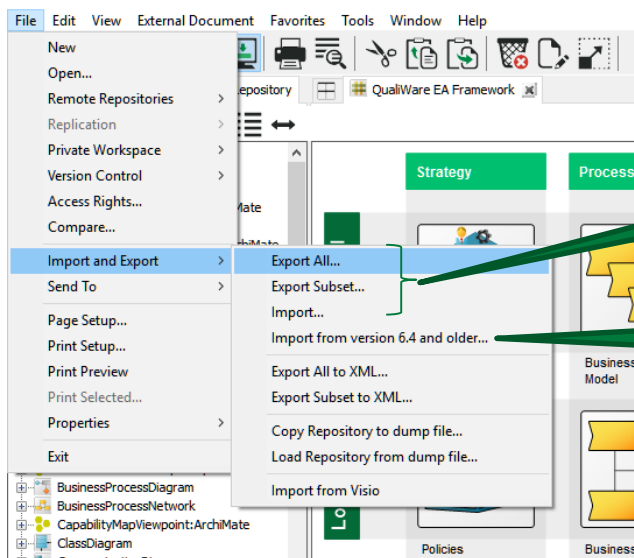 File Edit View External Document Favorites Tools Window Help
New
Open...
Remote Repositories
Replication
Private Workspace
Version Control
Access Rights...
Compare...
Import and Export
Send To
Page Setup...
Print Setup...
Print Preview
Print Selected...
Properties
Exit
epository
QualiWare EA Framework
Mate
Strategy
Process
Export All...
Export Subset...
Import...
Import from version 6.4 and older...
Export All to XML...
Export Subset to XML...
Copy Repository to dump file...
Load Repository from dump file...
Import from Visio
Business
Model
BusinessProcessDiagram
BusinessProcessNetwork
CapabilityMapViewpoint:ArchiMate
ClassDiagram
Policies
Business